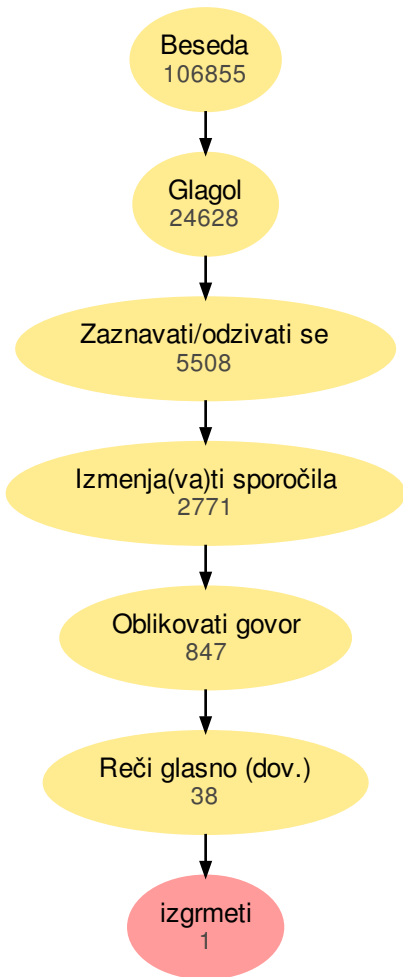 Beseda
106855
Glagol
24628
Zaznavati/odzivati se
5508
Izmenja(va)ti sporočila
2771
Oblikovati govor
847
Reči glasno (dov.)
38
izgrmeti
1